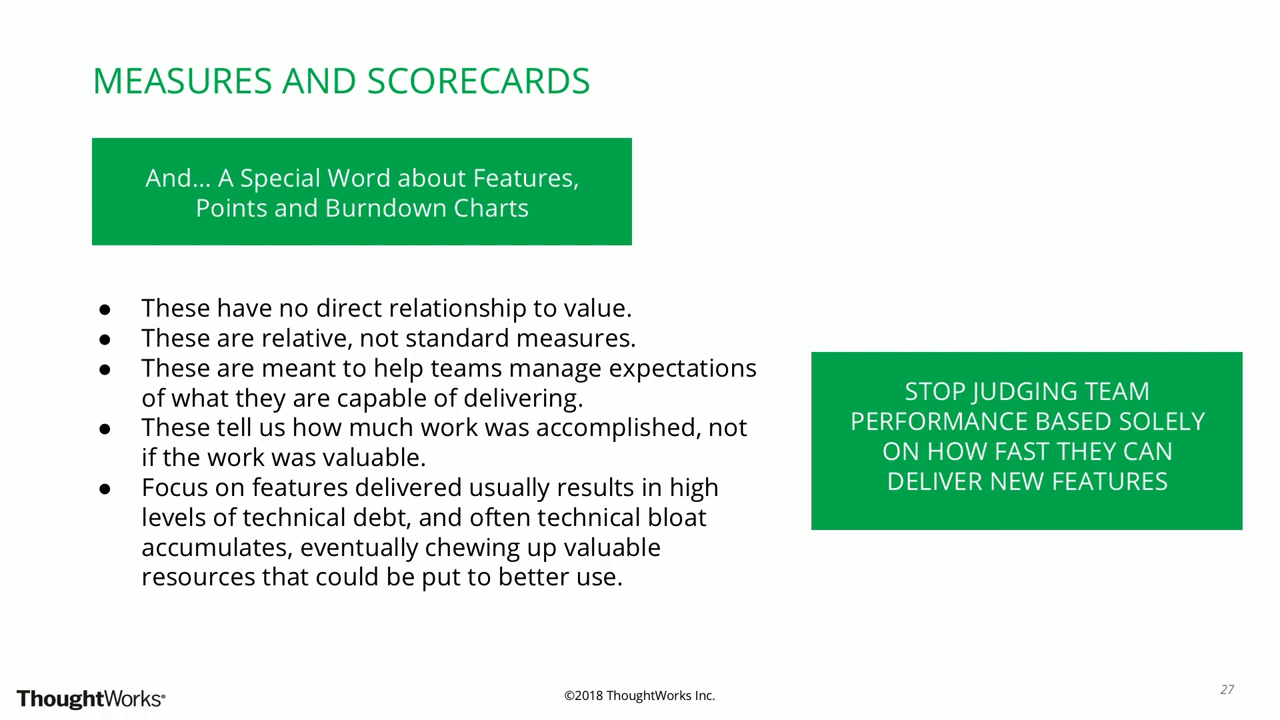 MEASURES AND SCORECARDS
And... A Special Word about Features,
Points and Burndown Charts
● These have no direct relationship to value.
● These are relative, not standard measures.
● These are meant to help teams manage expectations
of what they are capable of delivering.
● These tell us how much work was accomplished, not
if the work was valuable.
● Focus on features delivered usually results in high
levels of technical debt, and often technical bloat
accumulates, eventually chewing up valuable
resources that could be put to better use.
STOP JUDGING TEAM
PERFORMANCE BASED SOLELY
ON HOW FAST THEY CAN
DELIVER NEW FEATURES
ThoughtWorks®
©2018 ThoughtWorks Inc.
27